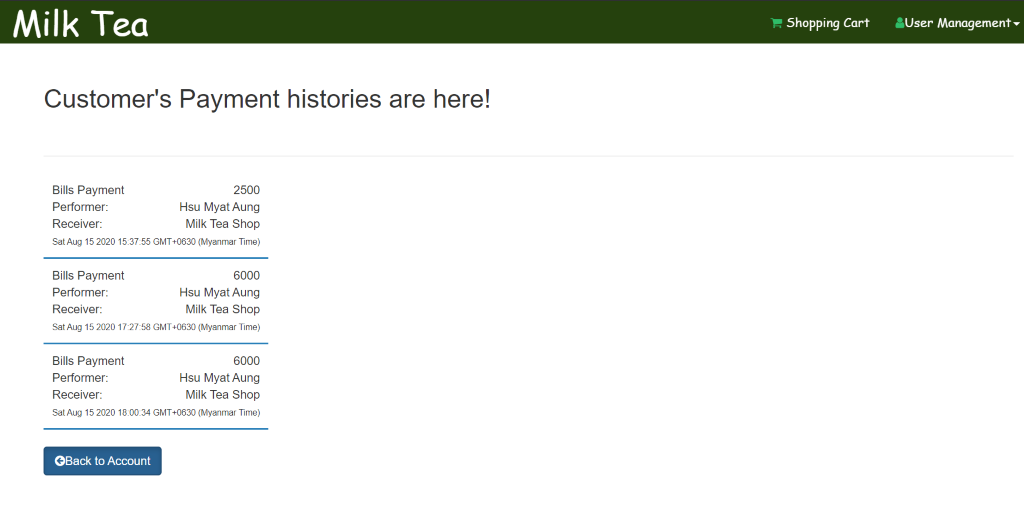 Milk Tea
Shopping Cart
User Management
Customer's Payment histories are here!
Bills Payment 2500
Performer: Hsu Myat Aung
Receiver: Milk Tea Shop
Sat Aug 15 2020 15:37:55 GMT+0630 (Myanmar Time)
Bills Payment 6000
Performer: Hsu Myat Aung
Receiver: Milk Tea Shop
Sat Aug 15 2020 17:27:58 GMT+0630 (Myanmar Time)
Bills Payment 6000
Performer: Hsu Myat Aung
Receiver: Milk Tea Shop
Sat Aug 15 2020 18:00:34 GMT+0630 (Myanmar Time)
Back to Account